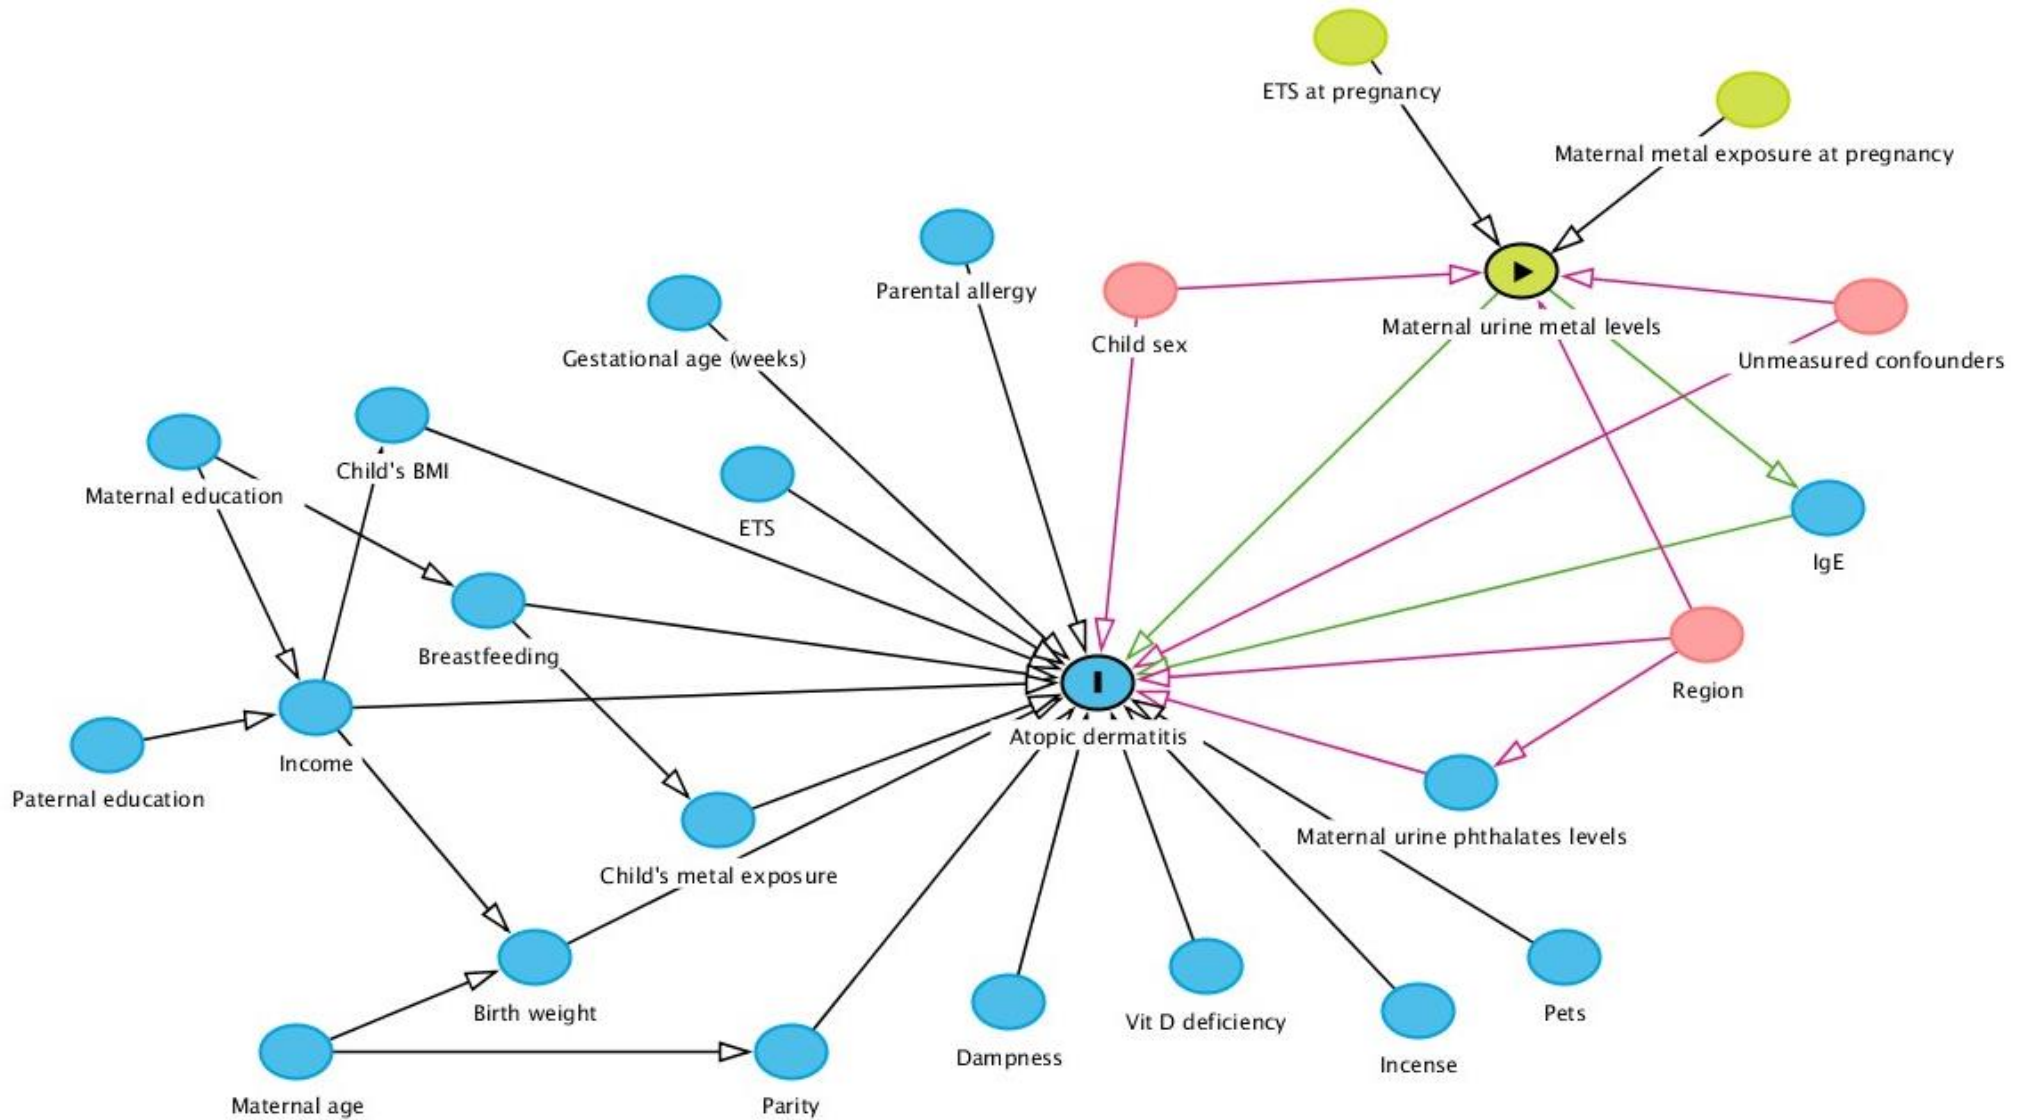 ETS at pregnancy
Maternal metal exposure at pregnancy
Parental allergy
Maternal urine metal levels
Child sex
Gestational age (weeks)
Unmeasured confounders
Child's BMI
Maternal education
ETS
IgE
Breastfeeding
Region
Atopic dermatitis
Income
Paternal education
Maternal urine phthalates levels
Child's metal exposure
Birth weight
Pets
Vit D deficiency
Dampness
Incense
Maternal age
Parity